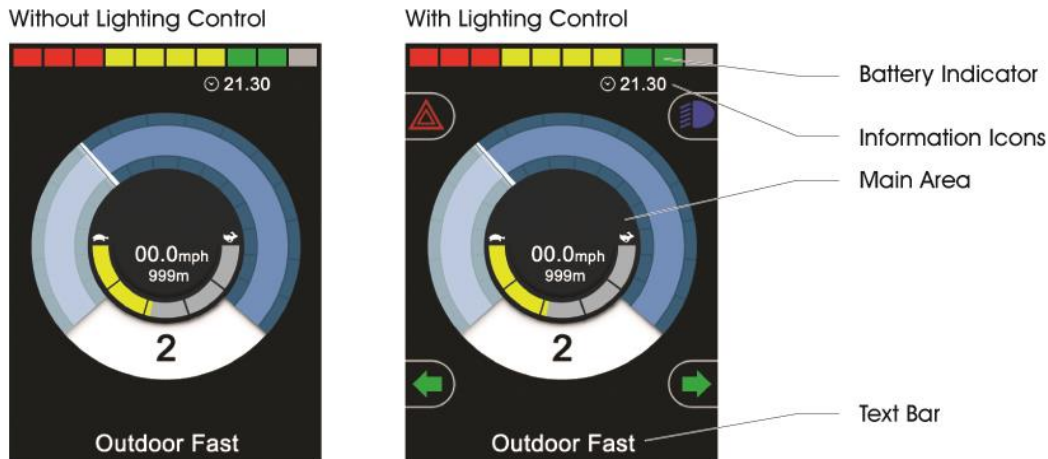 Without Lighting Control
21.30
00.0mph
999m
2
Outdoor Fast
With Lighting Control
21.30
00.0mph
999m
2
Outdoor Fast
Battery Indicator
Information Icons
Main Area
Text Bar